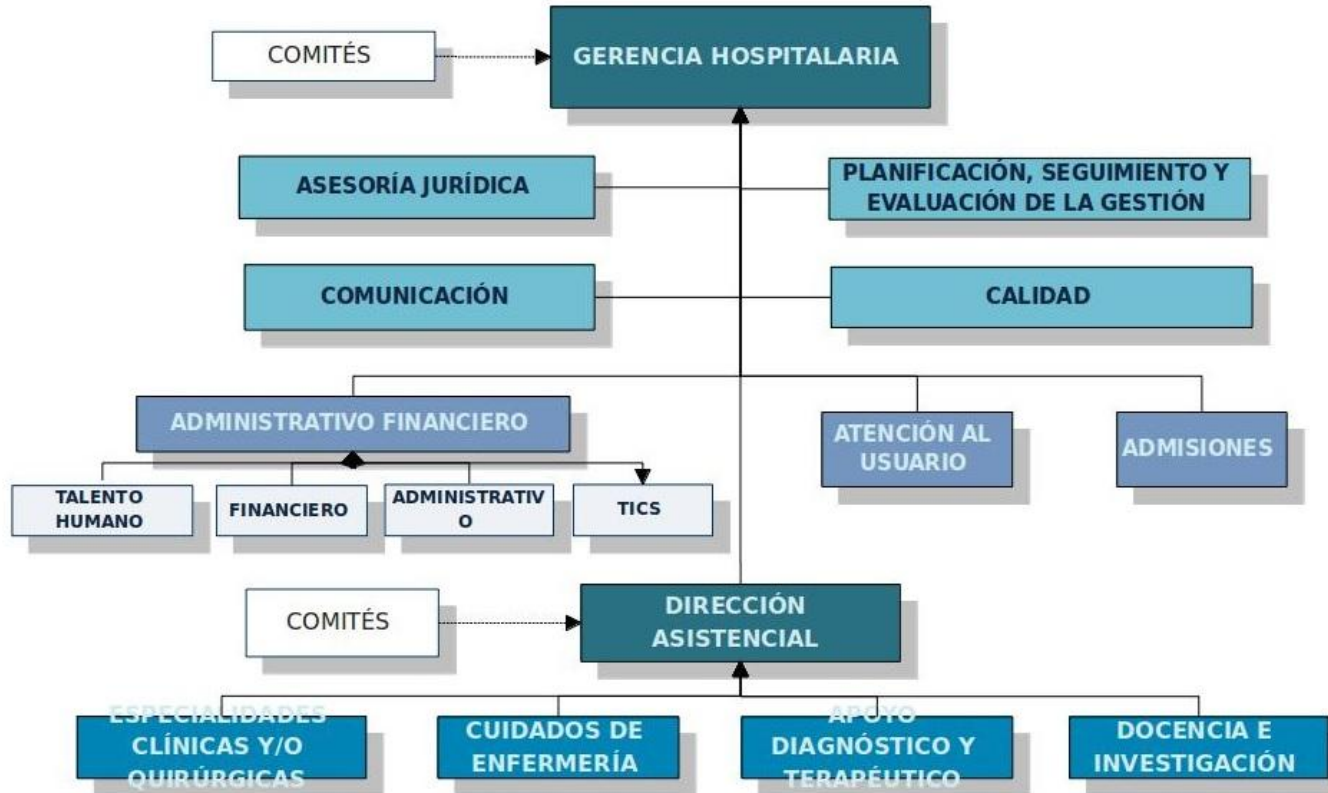 COMITÉS
GERENCIA HOSPITALARIA
ASESORÍA JURÍDICA
PLANIFICACIÓN, SEGUIMIENTO Y
EVALUACIÓN DE LA GESTIÓN
COMUNICACIÓN
CALIDAD
ADMINISTRATIVO FINANCIERO
ATENCIÓN AL
USUARIO
ADMISIONES
TALENTO
HUMANO
FINANCIERO
ADMINISTRATIV
O
TICS
COMITÉS
DIRECCIÓN
ASISTENCIAL
ESPECIALIDADES
CLÍNICAS Y/O
QUIRÚRGICAS
CUIDADOS DE
ENFERMERÍA
APOYO
DIAGNÓSTICO Y
TERAPÉUTICO
DOCENCIA E
INVESTIGACIÓN